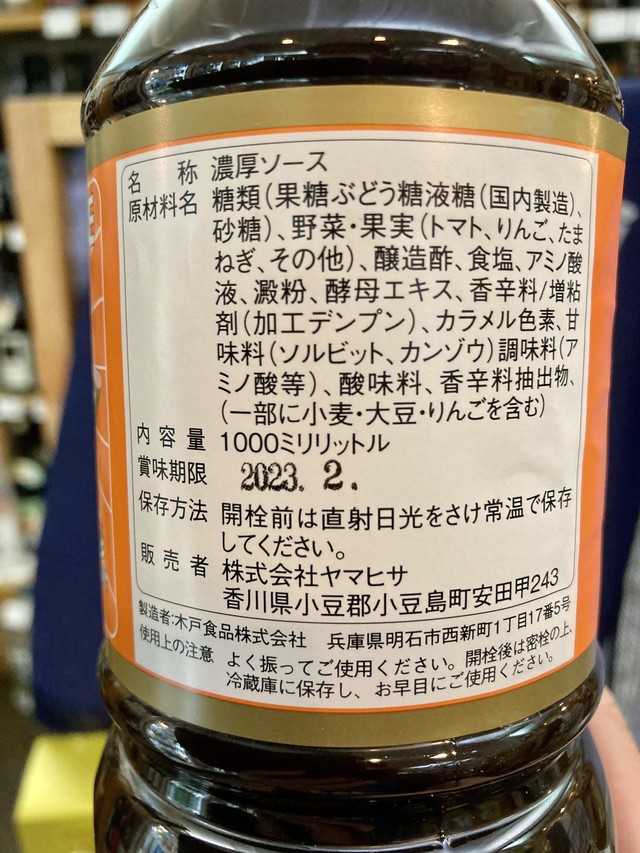 名称 濃厚ソース
原材料名 糖類(果糖ぶどう糖液糖(国内製造)、
砂糖)、野菜・果実(トマト、りんご、たま
ねぎ、その他)、醸造酢、食塩、アミノ酸
液、澱粉、酵母エキス、香辛料/増粘
剤(加工デンプン)、カラメル色素、甘
味料(ソルビット、カンゾウ)調味料(ア
ミノ酸等)、酸味料、香辛料抽出物、
(一部に小麦・大豆・りんごを含む)
内容量 1000ミリリットル
賞味期限 2023. 2.
保存方法 開栓前は直射日光をさけ常温で保存
してください。
販売者 株式会社ヤマヒサ
香川県小豆郡小豆島町安田甲243
製造者:木戸食品株式会社 兵庫県明石市西新町1丁目17番5号
使用上の注意 よく振ってご使用ください。開栓後は密栓の上、
冷蔵庫に保存し、お早目にご使用ください。